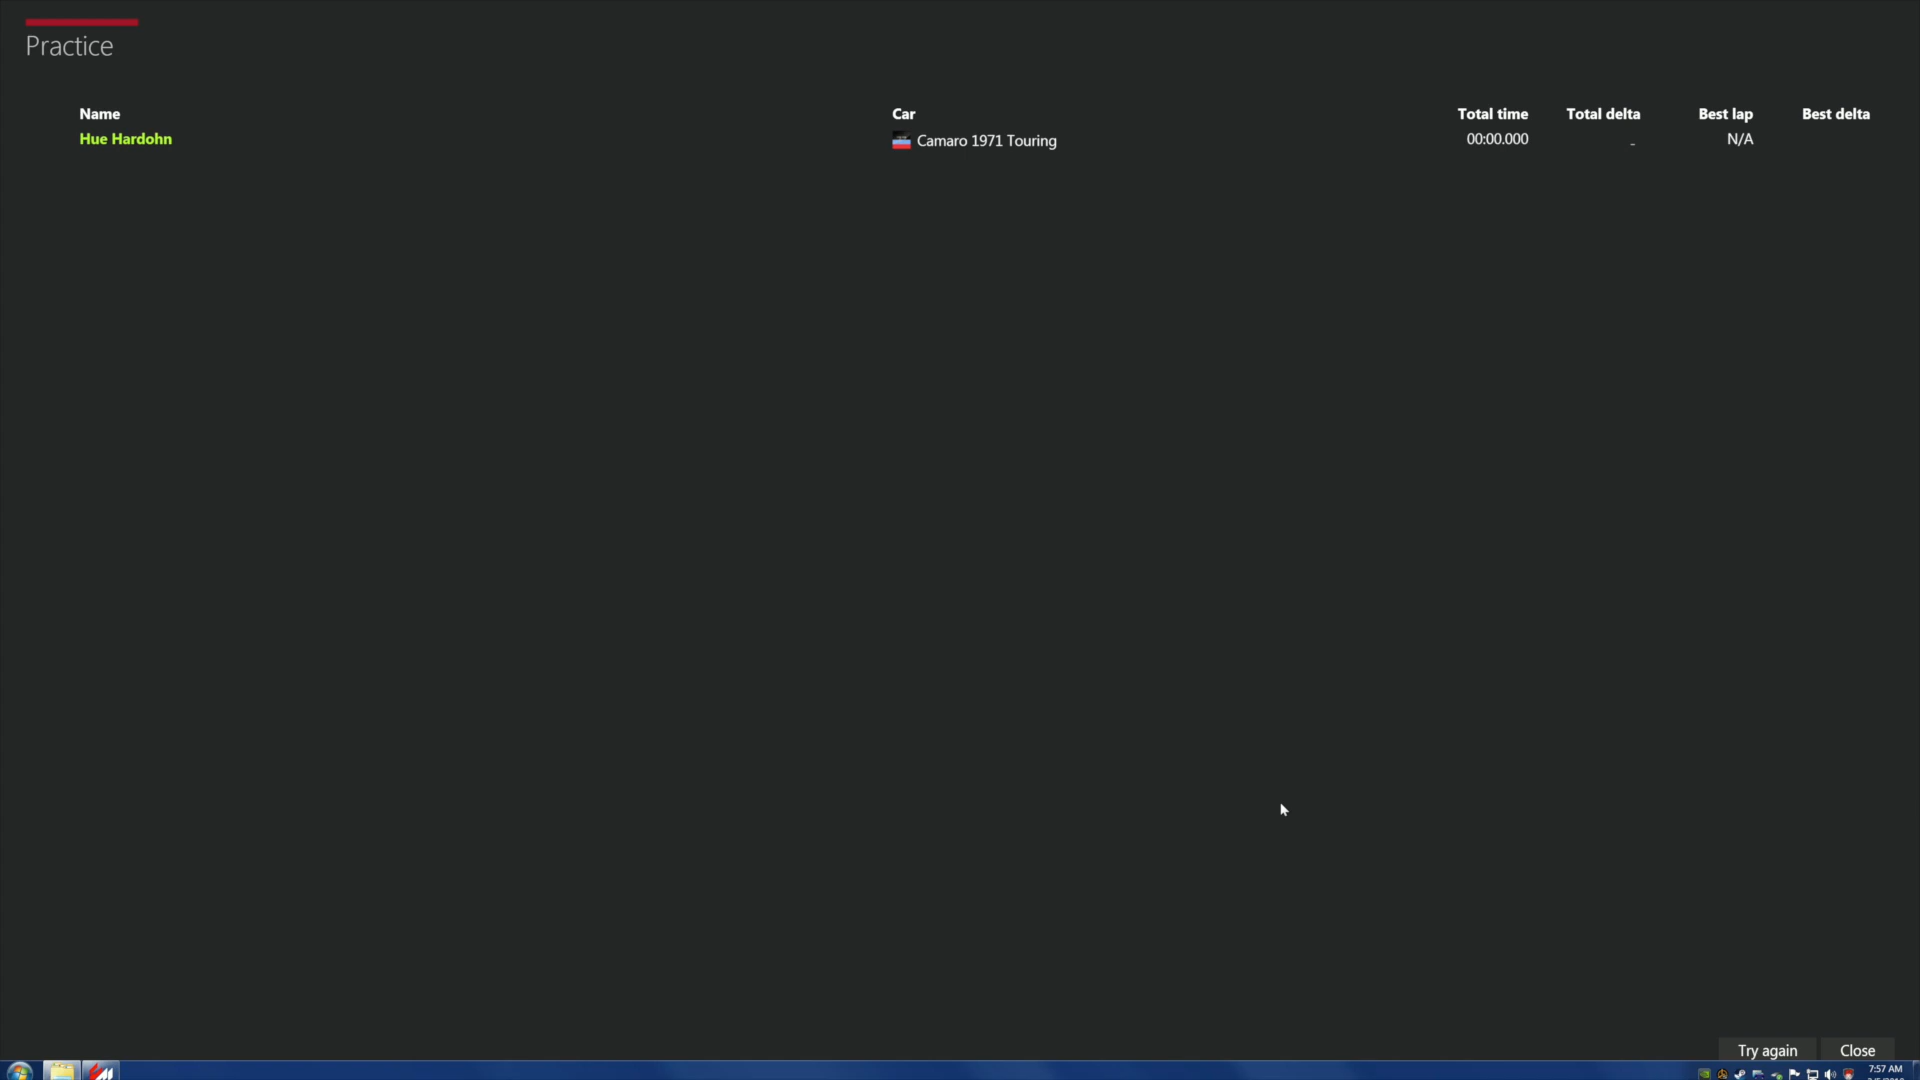 Practice
Name Car Total time Total delta Best lap Best delta
Hue Hardohn Camaro 1971 Touring 00:00.000 - N/A
Try again Close
7:57 AM